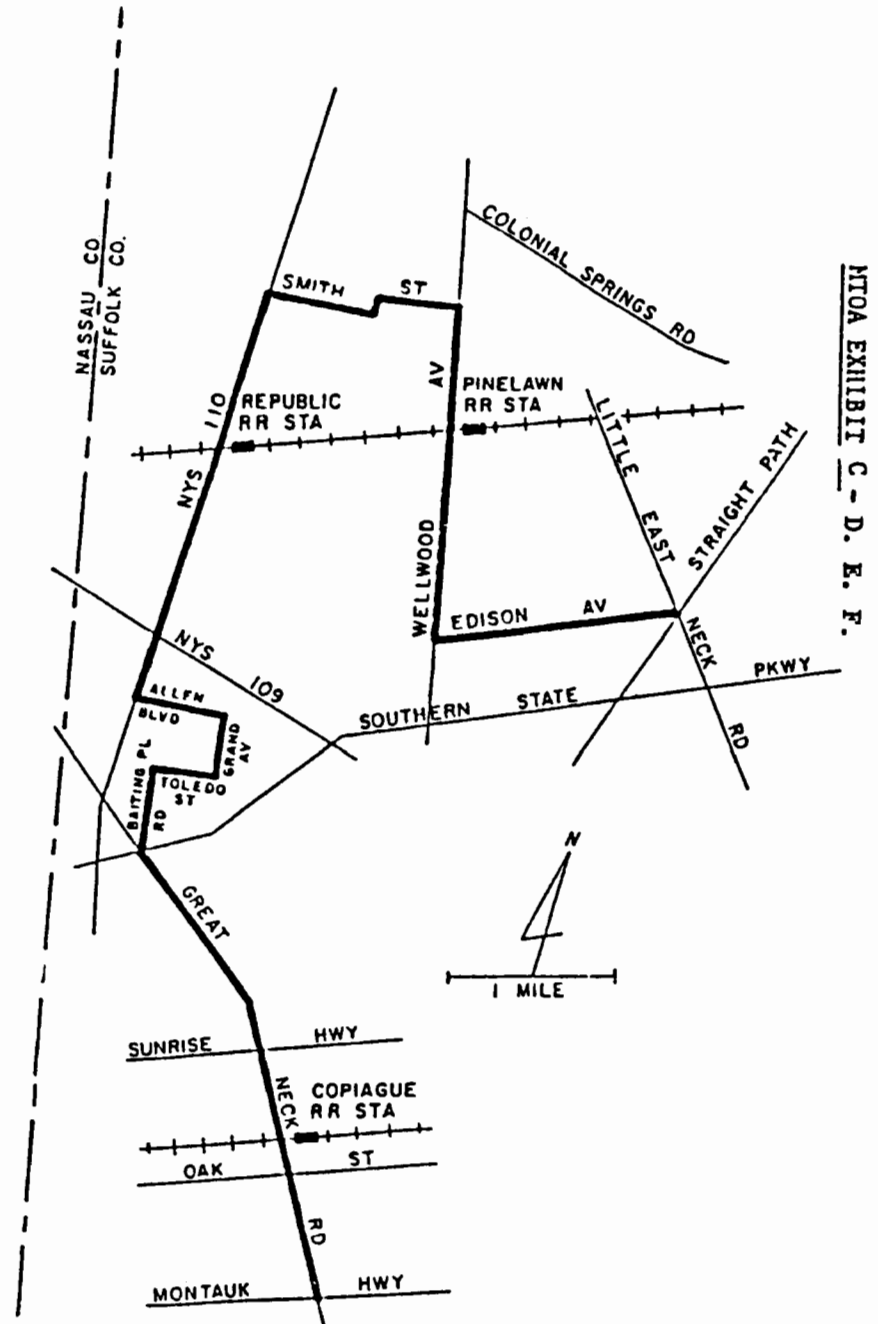 MTOA EXHIBIT C - D. E. F.
NASSAU CO
SUFFOLK CO.
COLONIAL SPRINGS RD
SMITH ST
NYS 110
REPUBLIC
RR STA
WELLWOOD AV
PINELAWN
RR STA
LITTLE EAST NECK RD
STRAIGHT PATH
EDISON AV
NYS 109
SOUTHERN STATE PKWY
ALLEN
BLVD
GRAND
AV
TOLEDO
ST
BAITING PL
RD
GREAT NECK RD
N
1 MILE
SUNRISE HWY
COPIAGUE
RR STA
OAK ST
MONTAUK HWY